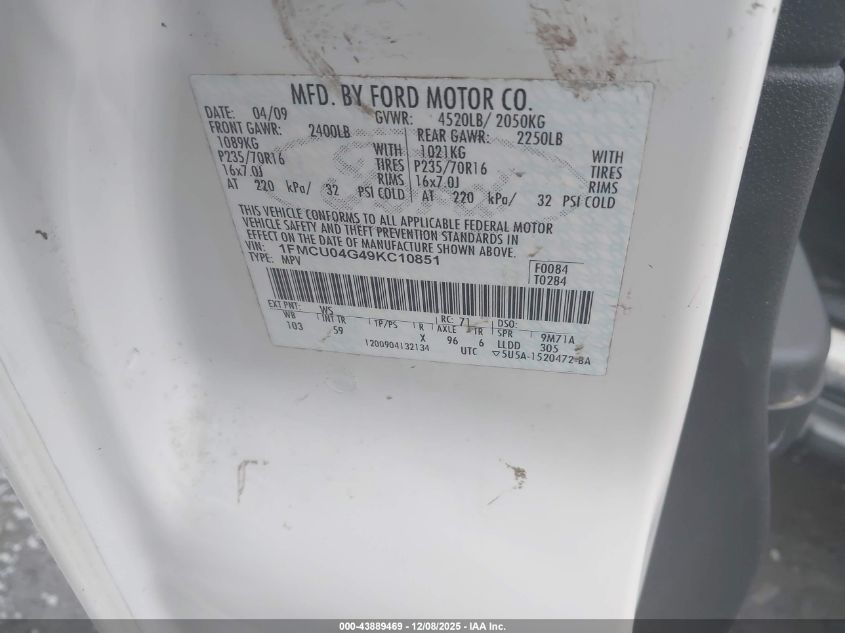 MFD. BY FORD MOTOR CO.
DATE: 04/09 GVWR: 4520LB/ 2050KG
FRONT GAWR: 2400LB REAR GAWR: 2250LB
1089KG WITH 1021KG WITH
P235/70R16 TIRES P235/70R16 TIRES
16x7.0J RIMS 16x7.0J RIMS
AT 220 kPa/ 32 PSI COLD AT 220 kPa/ 32 PSI COLD
THIS VEHICLE CONFORMS TO ALL APPLICABLE FEDERAL MOTOR
VEHICLE SAFETY AND THEFT PREVENTION STANDARDS IN
EFFECT ON THE DATE OF MANUFACTURE SHOWN ABOVE.
VIN: 1FMCU04G49KC10851
TYPE: MPV
F0084
T0284
EXT PNT: WS RC: 71 DSO:
WB INT TR TP/PS R AXLE TR SPR 9M71A
103 59 X 96 6 LLDD 305
1200904132134 UTC ▽5U5A-1520472-BA
000-43889469 - 12/08/2025 - IAA Inc.